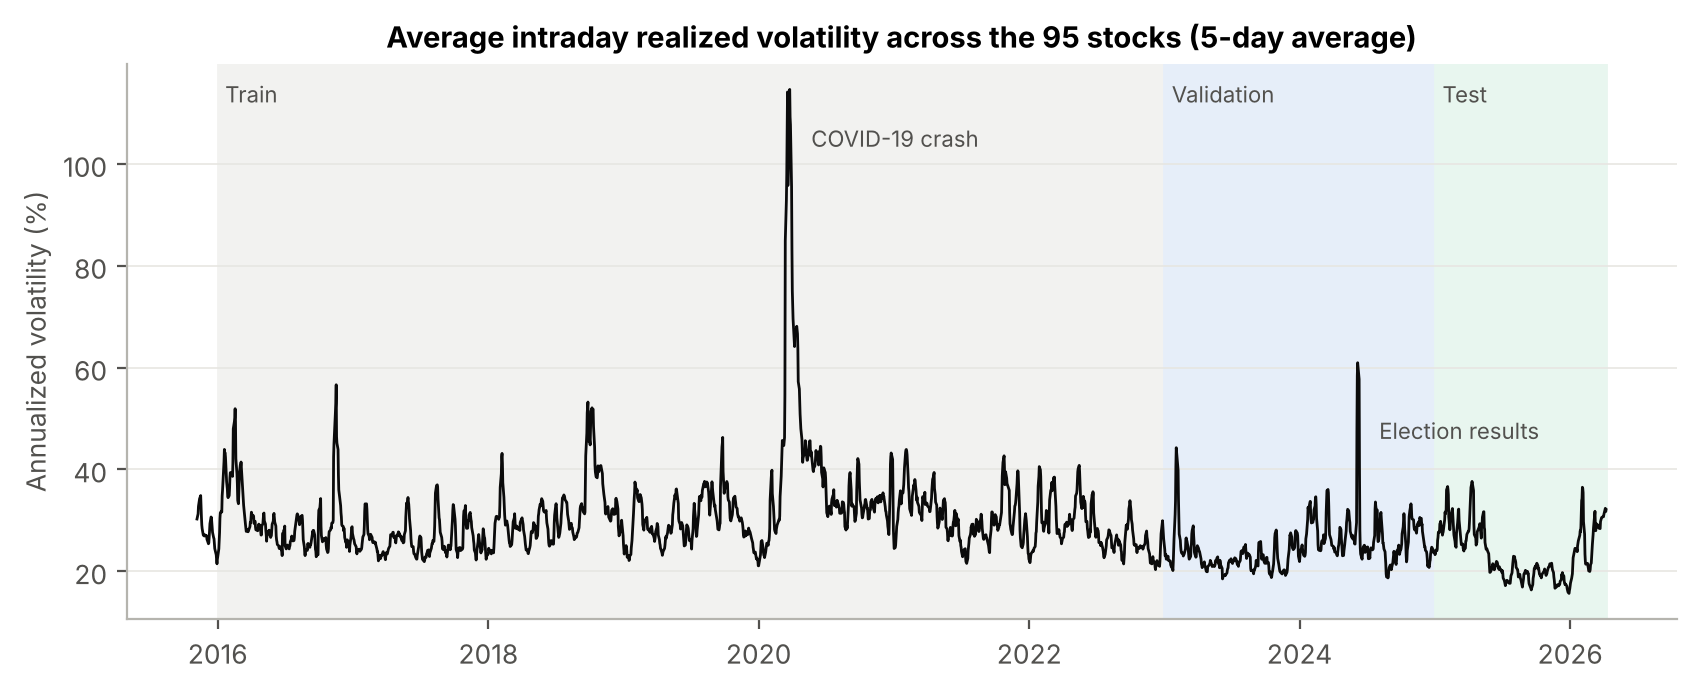 Average intraday realized volatility across the 95 stocks (5-day average)
Train
Validation
Test
COVID-19 crash
Election results
Annualized volatility (%)
100
80
60
40
20
2016
2018
2020
2022
2024
2026